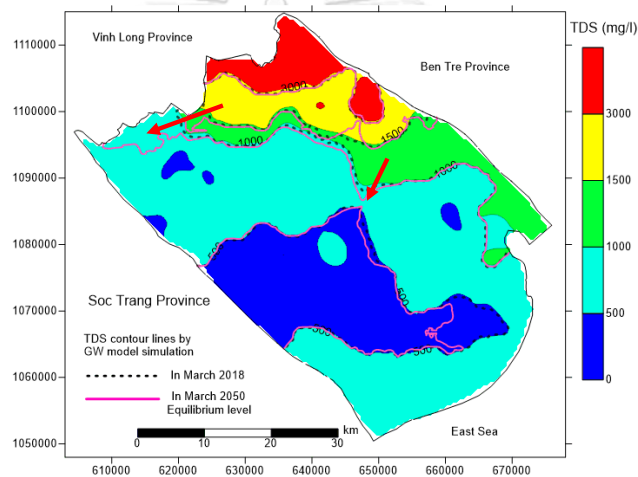 TDS (mg/l)
Vinh Long Province
Ben Tre Province
1110000
1100000
1090000
1080000
1070000
1060000
1050000
3000
1500
1000
1000
500
500
500
500
3000
1500
1000
500
0
Soc Trang Province
TDS contour lines by
GW model simulation
In March 2018
In March 2050
Equilibrium level
km
0 10 20 30
East Sea
610000 620000 630000 640000 650000 660000 670000